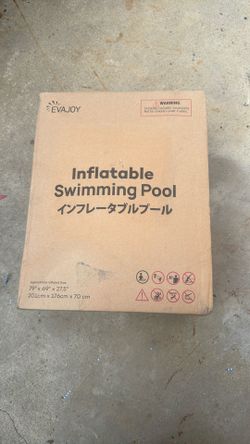 EVAJOY
WARNING
Inflatable
Swimming Pool
インフレータブルプール
79" x 69" x 27.5"
201cm x 176cm x 70 cm